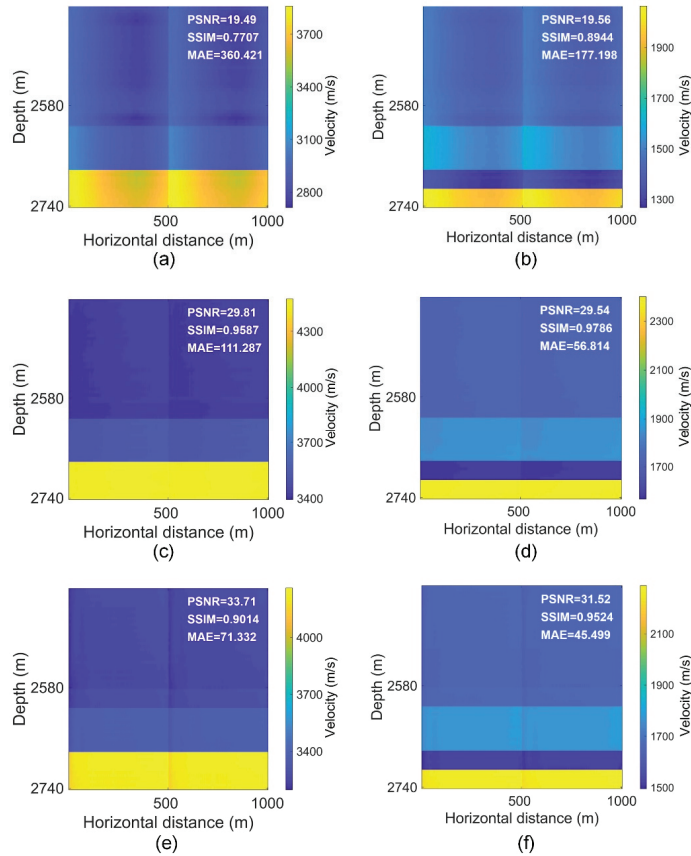 PSNR=19.49
SSIM=0.7707
MAE=360.421
Depth (m)
2580
2740
500
1000
Horizontal distance (m)
3700
3400
3100
2800
Velocity (m/s)
(a)
PSNR=19.56
SSIM=0.8944
MAE=177.198
Depth (m)
2580
2740
500
1000
Horizontal distance (m)
1900
1700
1500
1300
Velocity (m/s)
(b)
PSNR=29.81
SSIM=0.9587
MAE=111.287
Depth (m)
2580
2740
500
1000
Horizontal distance (m)
4300
4000
3700
3400
Velocity (m/s)
(c)
PSNR=29.54
SSIM=0.9786
MAE=56.814
Depth (m)
2580
2740
500
1000
Horizontal distance (m)
2300
2100
1900
1700
Velocity (m/s)
(d)
PSNR=33.71
SSIM=0.9014
MAE=71.332
Depth (m)
2580
2740
500
1000
Horizontal distance (m)
4000
3700
3400
Velocity (m/s)
(e)
PSNR=31.52
SSIM=0.9524
MAE=45.499
Depth (m)
2580
2740
500
1000
Horizontal distance (m)
2100
1900
1700
1500
Velocity (m/s)
(f)